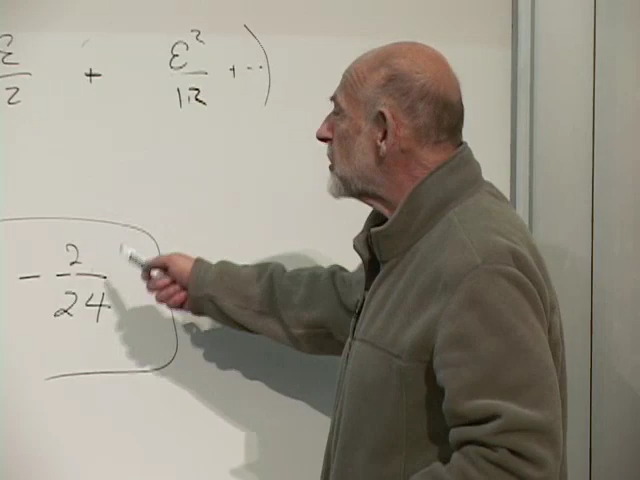 ε/2 + ε²/12 + ...)
- 2/24